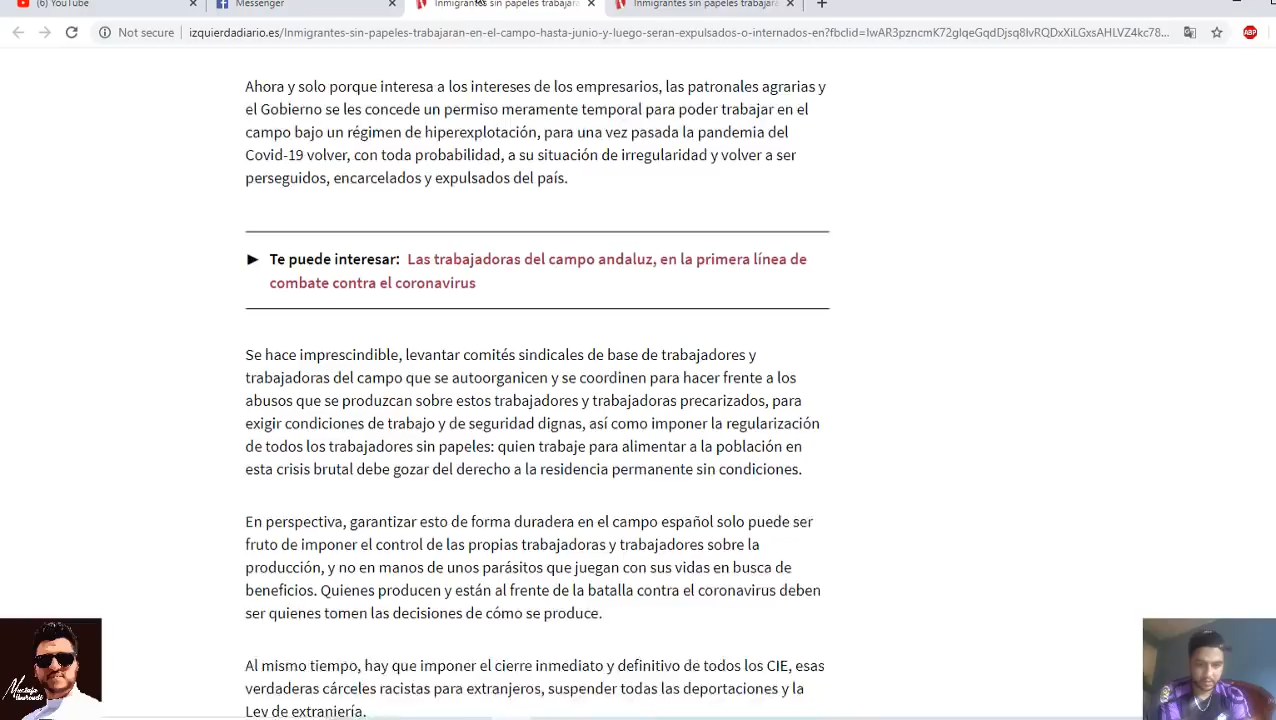 (6) YouTube
Messenger
Inmigrantes sin papeles trabajara
Inmigrantes sin papeles trabajara
Not secure
izquierdadiario.es/Inmigrantes-sin-papeles-trabajaran-en-el-campo-hasta-junio-y-luego-seran-expulsados-o-internados-en?fbclid=
ABP
Ahora y solo porque interesa a los intereses de los empresarios, las patronales agrarias y
el Gobierno se les concede un permiso meramente temporal para poder trabajar en el
campo bajo un régimen de hiperexplotación, para una vez pasada la pandemia del
Covid-19 volver, con toda probabilidad, a su situación de irregularidad y volver a ser
perseguidos, encarcelados y expulsados del país.
Te puede interesar: Las trabajadoras del campo andaluz, en la primera línea de
combate contra el coronavirus
Se hace imprescindible, levantar comités sindicales de base de trabajadores y
trabajadoras del campo que se autoorganicen y se coordinen para hacer frente a los
abusos que se produzcan sobre estos trabajadores y trabajadoras precarizados, para
exigir condiciones de trabajo y de seguridad dignas, así como imponer la regularización
de todos los trabajadores sin papeles: quien trabaje para alimentar a la población en
esta crisis brutal debe gozar del derecho a la residencia permanente sin condiciones.
En perspectiva, garantizar esto de forma duradera en el campo español solo puede ser
fruto de imponer el control de las propias trabajadoras y trabajadores sobre la
producción, y no en manos de unos parásitos que juegan con sus vidas en busca de
beneficios. Quienes producen y están al frente de la batalla contra el coronavirus deben
ser quienes tomen las decisiones de cómo se produce.
Al mismo tiempo, hay que imponer el cierre inmediato y definitivo de todos los CIE, esas
verdaderas cárceles racistas para extranjeros, suspender todas las deportaciones y la
Ley de extranjería.